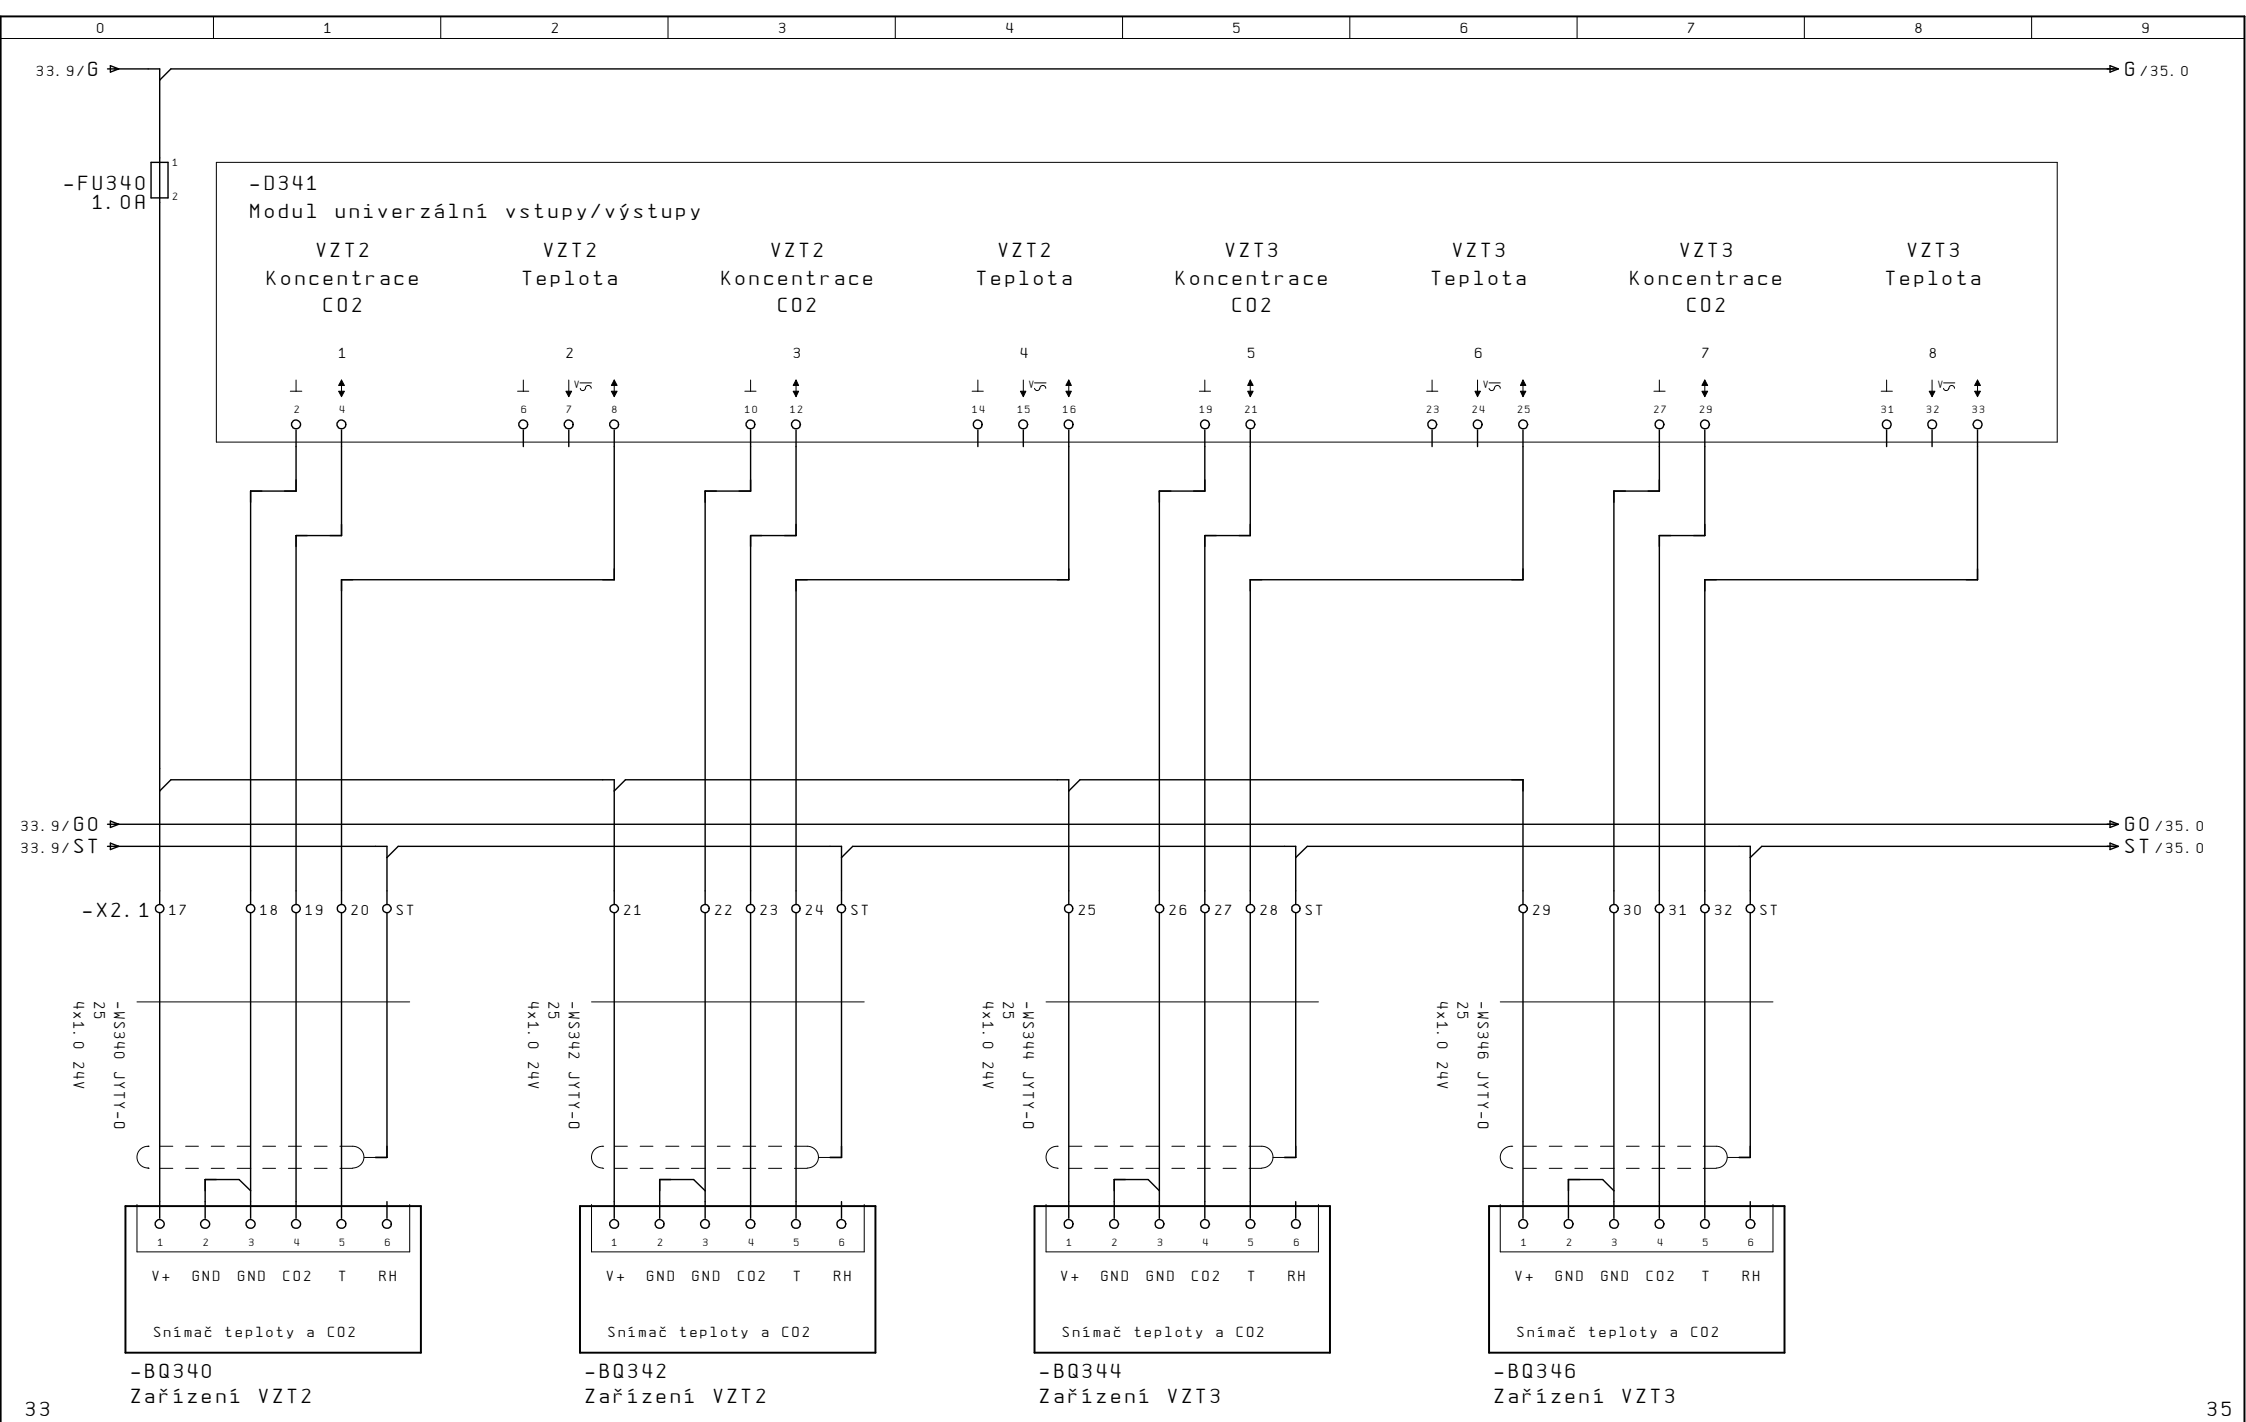 0 1 2 3 4 5 6 7 8 9
33.9/G G/35.0
-FU340
1.0A
1
2
-D341
Modul univerzální vstupy/výstupy
VZT2 VZT2 VZT2 VZT2 VZT3 VZT3 VZT3 VZT3
Koncentrace Teplota Koncentrace Teplota Koncentrace Teplota Koncentrace Teplota
CO2 CO2 CO2 CO2
1 2 3 4 5 6 7 8
V V V V
2 4 6 7 8 10 12 14 15 16 19 21 23 24 25 27 29 31 32 33
33.9/G0 G0/35.0
33.9/ST ST/35.0
-X2.1 17 18 19 20 ST 21 22 23 24 ST 25 26 27 28 ST 29 30 31 32 ST
-WS340 JYTY-O
25
4x1.0 24V
-WS342 JYTY-O
25
4x1.0 24V
-WS344 JYTY-O
25
4x1.0 24V
-WS346 JYTY-O
25
4x1.0 24V
1 2 3 4 5 6 1 2 3 4 5 6 1 2 3 4 5 6 1 2 3 4 5 6
V+ GND GND CO2 T RH V+ GND GND CO2 T RH V+ GND GND CO2 T RH V+ GND GND CO2 T RH
Snímač teploty a CO2 Snímač teploty a CO2 Snímač teploty a CO2 Snímač teploty a CO2
-BQ340 -BQ342 -BQ344 -BQ346
Zařízení VZT2 Zařízení VZT2 Zařízení VZT3 Zařízení VZT3
33 35